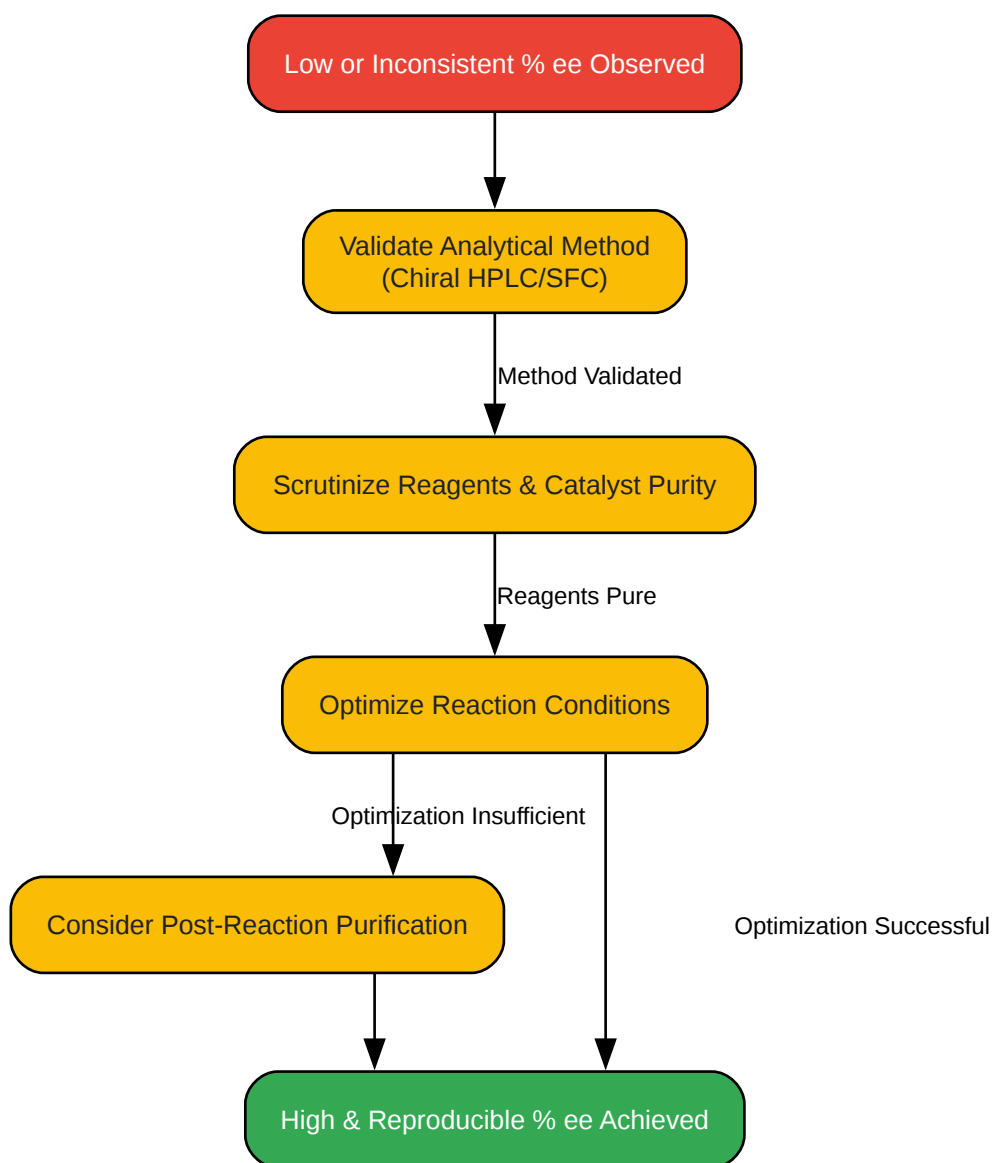 Low or Inconsistent % ee Observed
Validate Analytical Method
(Chiral HPLC/SFC)
Method Validated
Scrutinize Reagents & Catalyst Purity
Reagents Pure
Optimize Reaction Conditions
Optimization Insufficient
Consider Post-Reaction Purification
Optimization Successful
High & Reproducible % ee Achieved